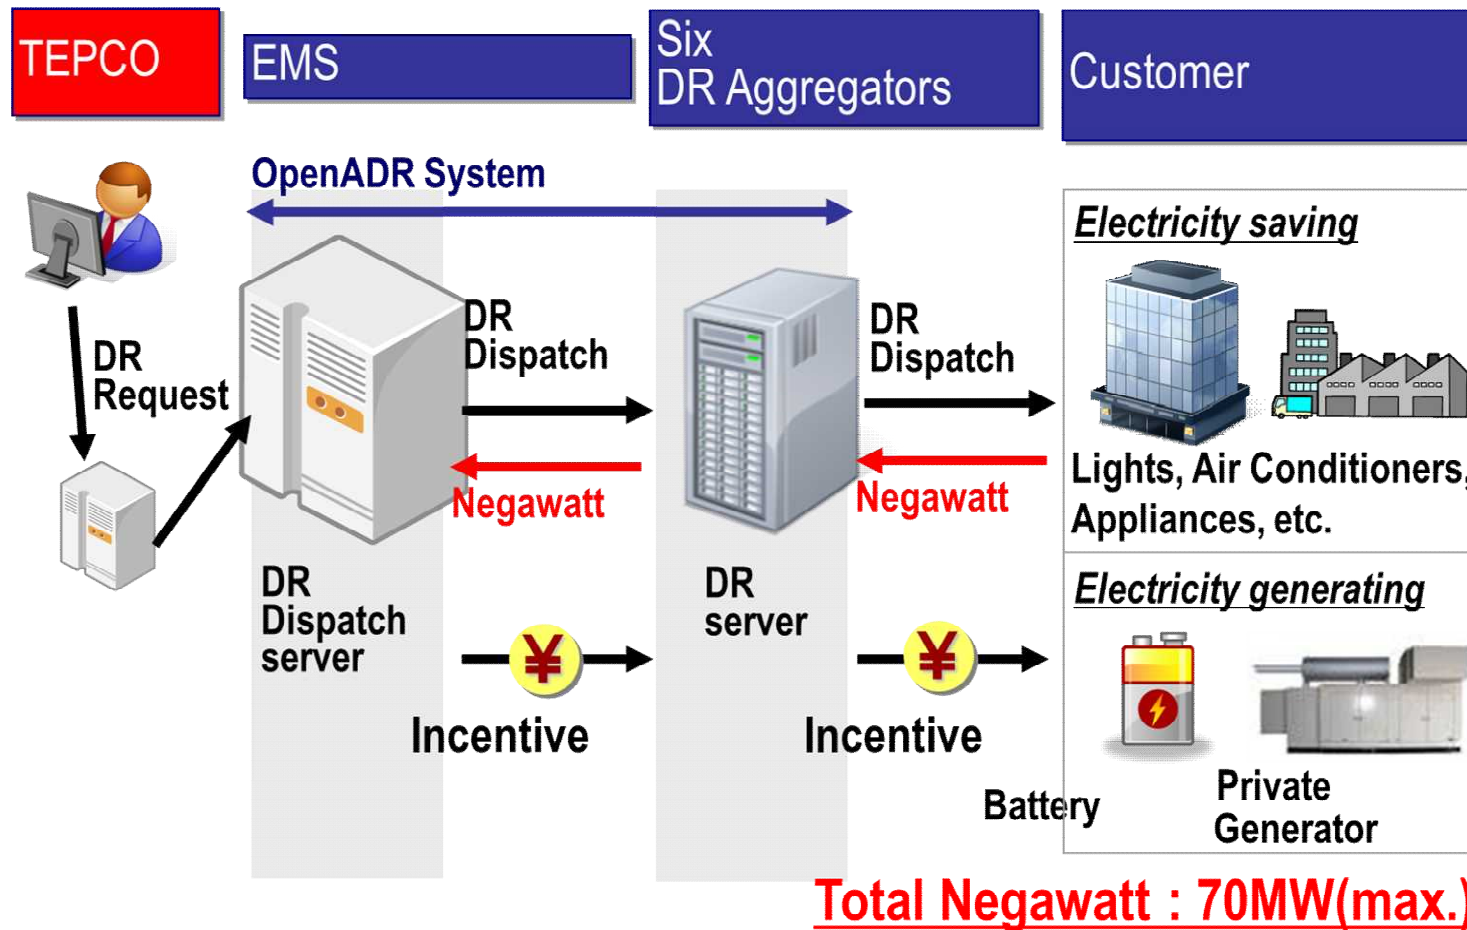 TEPCO
EMS
Six
DR Aggregators
Customer
OpenADR System
DR
Request
DR
Dispatch
Negawatt
DR
Dispatch
Negawatt
DR
Dispatch
server
DR
server
¥
Incentive
¥
Incentive
Electricity saving
Lights, Air Conditioners,
Appliances, etc.
Electricity generating
Battery
Private
Generator
Total Negawatt : 70MW(max.)